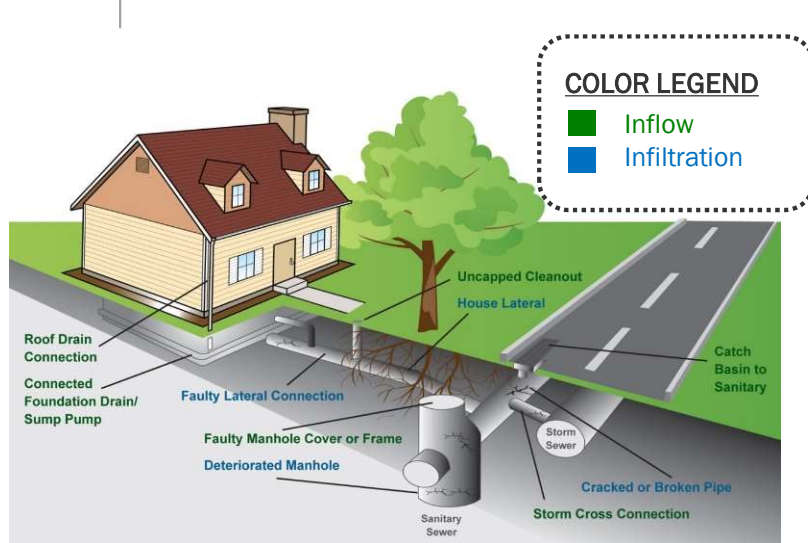 COLOR LEGEND
Inflow
Infiltration
Uncapped Cleanout
House Lateral
Roof Drain
Connection
Connected
Foundation Drain/
Sump Pump
Catch
Basin to
Sanitary
Faulty Lateral Connection
Faulty Manhole Cover or Frame
Deteriorated Manhole
Storm
Sewer
Cracked or Broken Pipe
Storm Cross Connection
Sanitary
Sewer